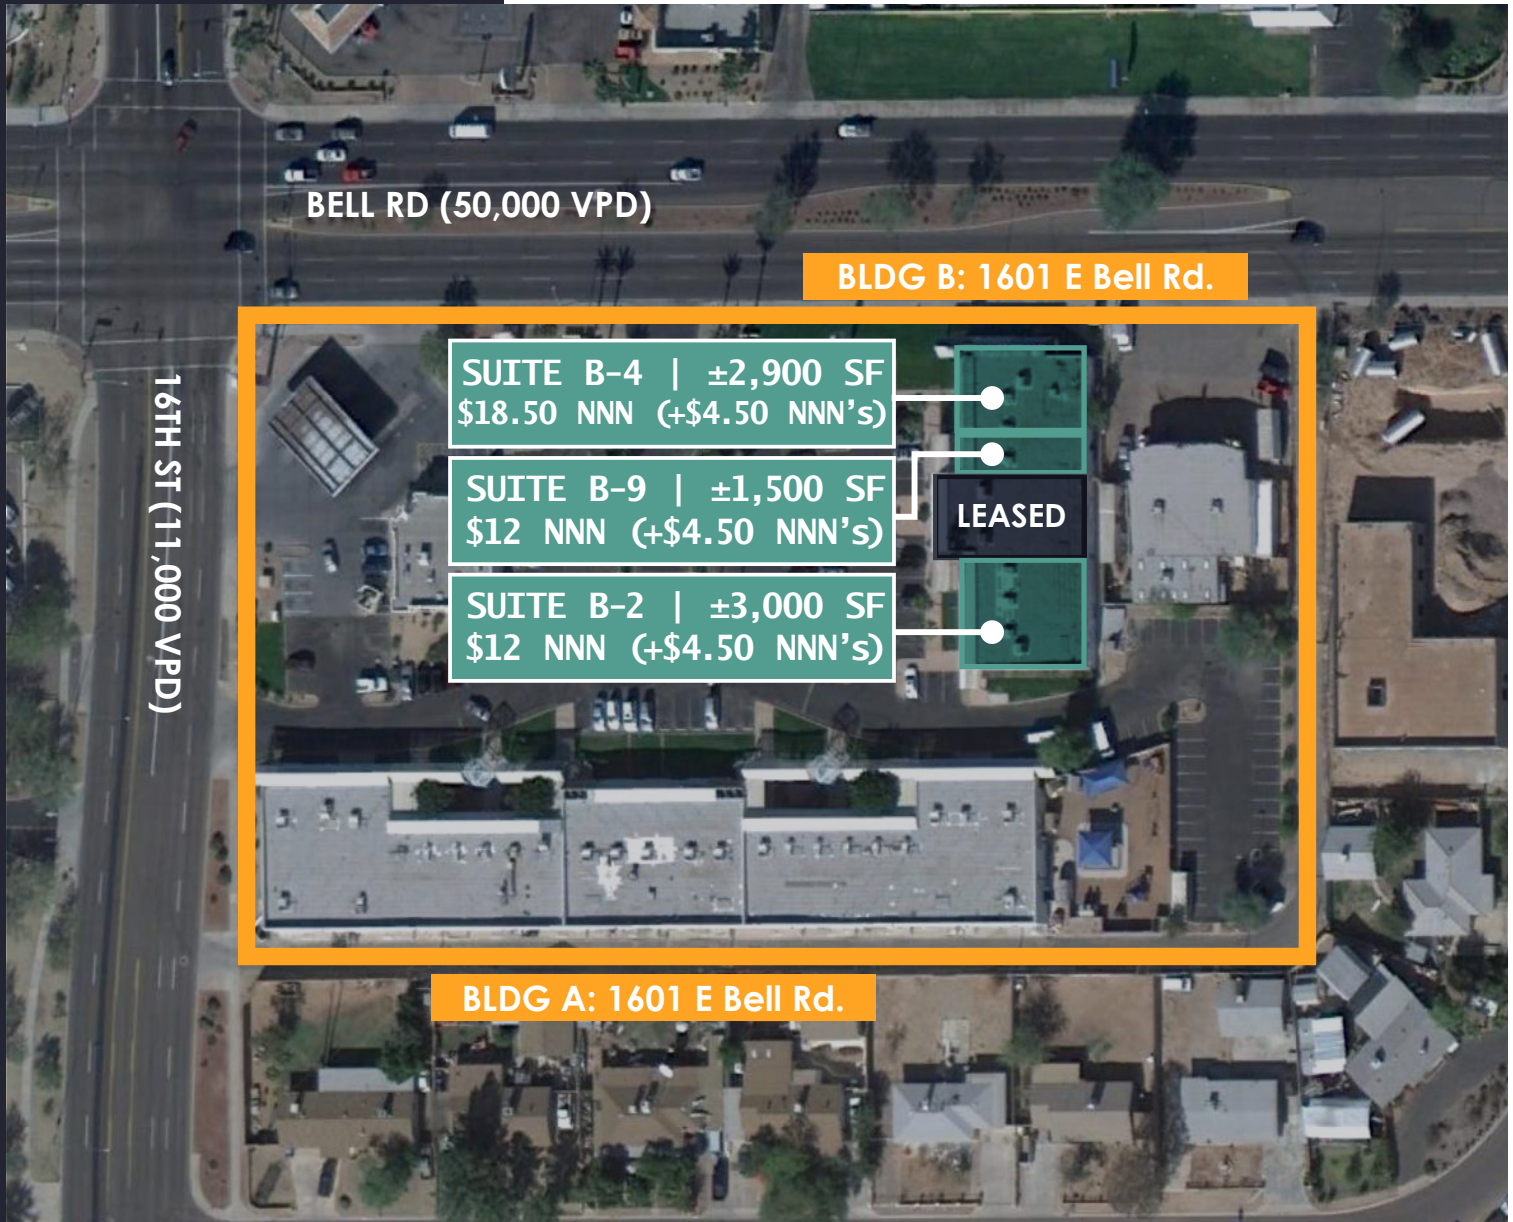 BELL RD (50,000 VPD)
BLDG B: 1601 E Bell Rd.
16TH ST (11,000 VPD)
SUITE B-4 | ±2,900 SF
$18.50 NNN (+$4.50 NNN's)
SUITE B-9 | ±1,500 SF
$12 NNN (+$4.50 NNN's)
LEASED
SUITE B-2 | ±3,000 SF
$12 NNN (+$4.50 NNN's)
BLDG A: 1601 E Bell Rd.